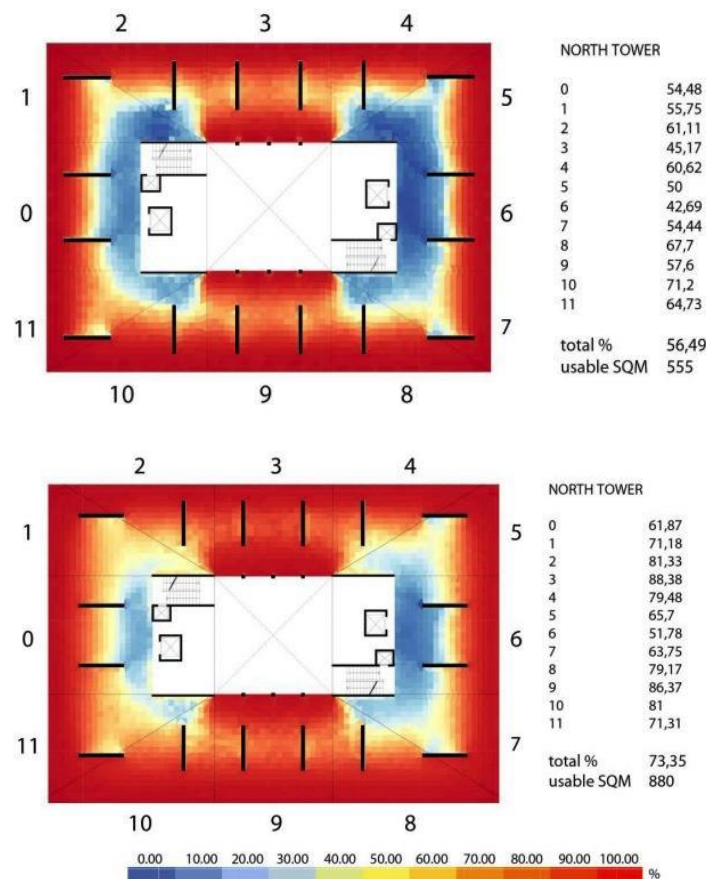 2 3 4
NORTH TOWER
0 54,48
1 5 1 55,75
2 61,11
3 45,17
4 60,62
5 50
0 6 6 42,69
7 54,44
8 67,7
9 57,6
10 71,2
11 64,73
11 7
total % 56,49
usable SQM 555
10 9 8
2 3 4
NORTH TOWER
0 61,87
1 5 1 71,18
2 81,33
3 88,38
4 79,48
5 65,7
0 6 6 51,78
7 63,75
8 79,17
9 86,37
10 81
11 71,31
11 7
total % 73,35
usable SQM 880
10 9 8
0.00 10.00 20.00 30.00 40.00 50.00 60.00 70.00 80.00 90.00 100.00 %